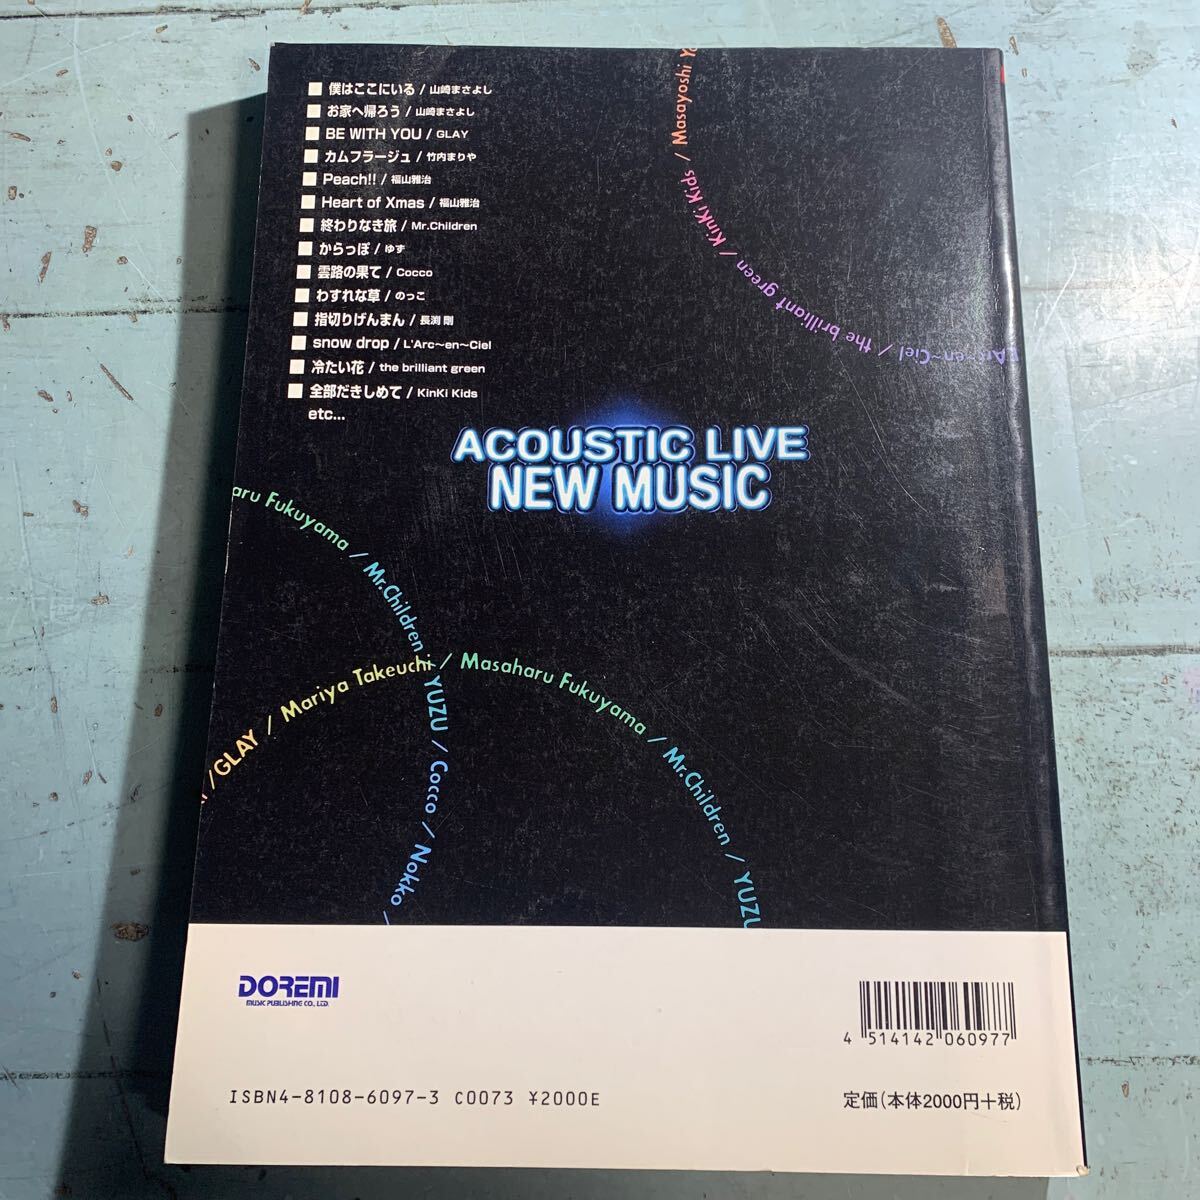 ■ 僕はここにいる / 山崎まさよし
■ お家へ帰ろう / 山崎まさよし
■ BE WITH YOU / GLAY
■ カムフラージュ / 竹内まりや
■ Peach!! / 福山雅治
■ Heart of Xmas / 福山雅治
■ 終わりなき旅 / Mr.Children
■ からっぽ / ゆず
■ 雲路の果て / Cocco
■ わすれな草 / のっこ
■ 指切りげんまん / 長渕 剛
■ snow drop / L'Arc〜en〜Ciel
■ 冷たい花 / the brilliant green
■ 全部だきしめて / KinKi Kids
etc...
L'Arc~en~Ciel / the brilliant green / KinKi Kids / Masayoshi Y
ACOUSTIC LIVE
NEW MUSIC
aru Fukuyama / Mr.Children / YUZU / Cocco / Nokko /
/ GLAY / Mariya Takeuchi / Masaharu Fukuyama / Mr.Children / YUZU
DOREMI
MUSIC PUBLISHING CO., LTD.
4 514142 060977
ISBN4-8108-6097-3 C0073 ¥2000E
定価(本体2000円+税)